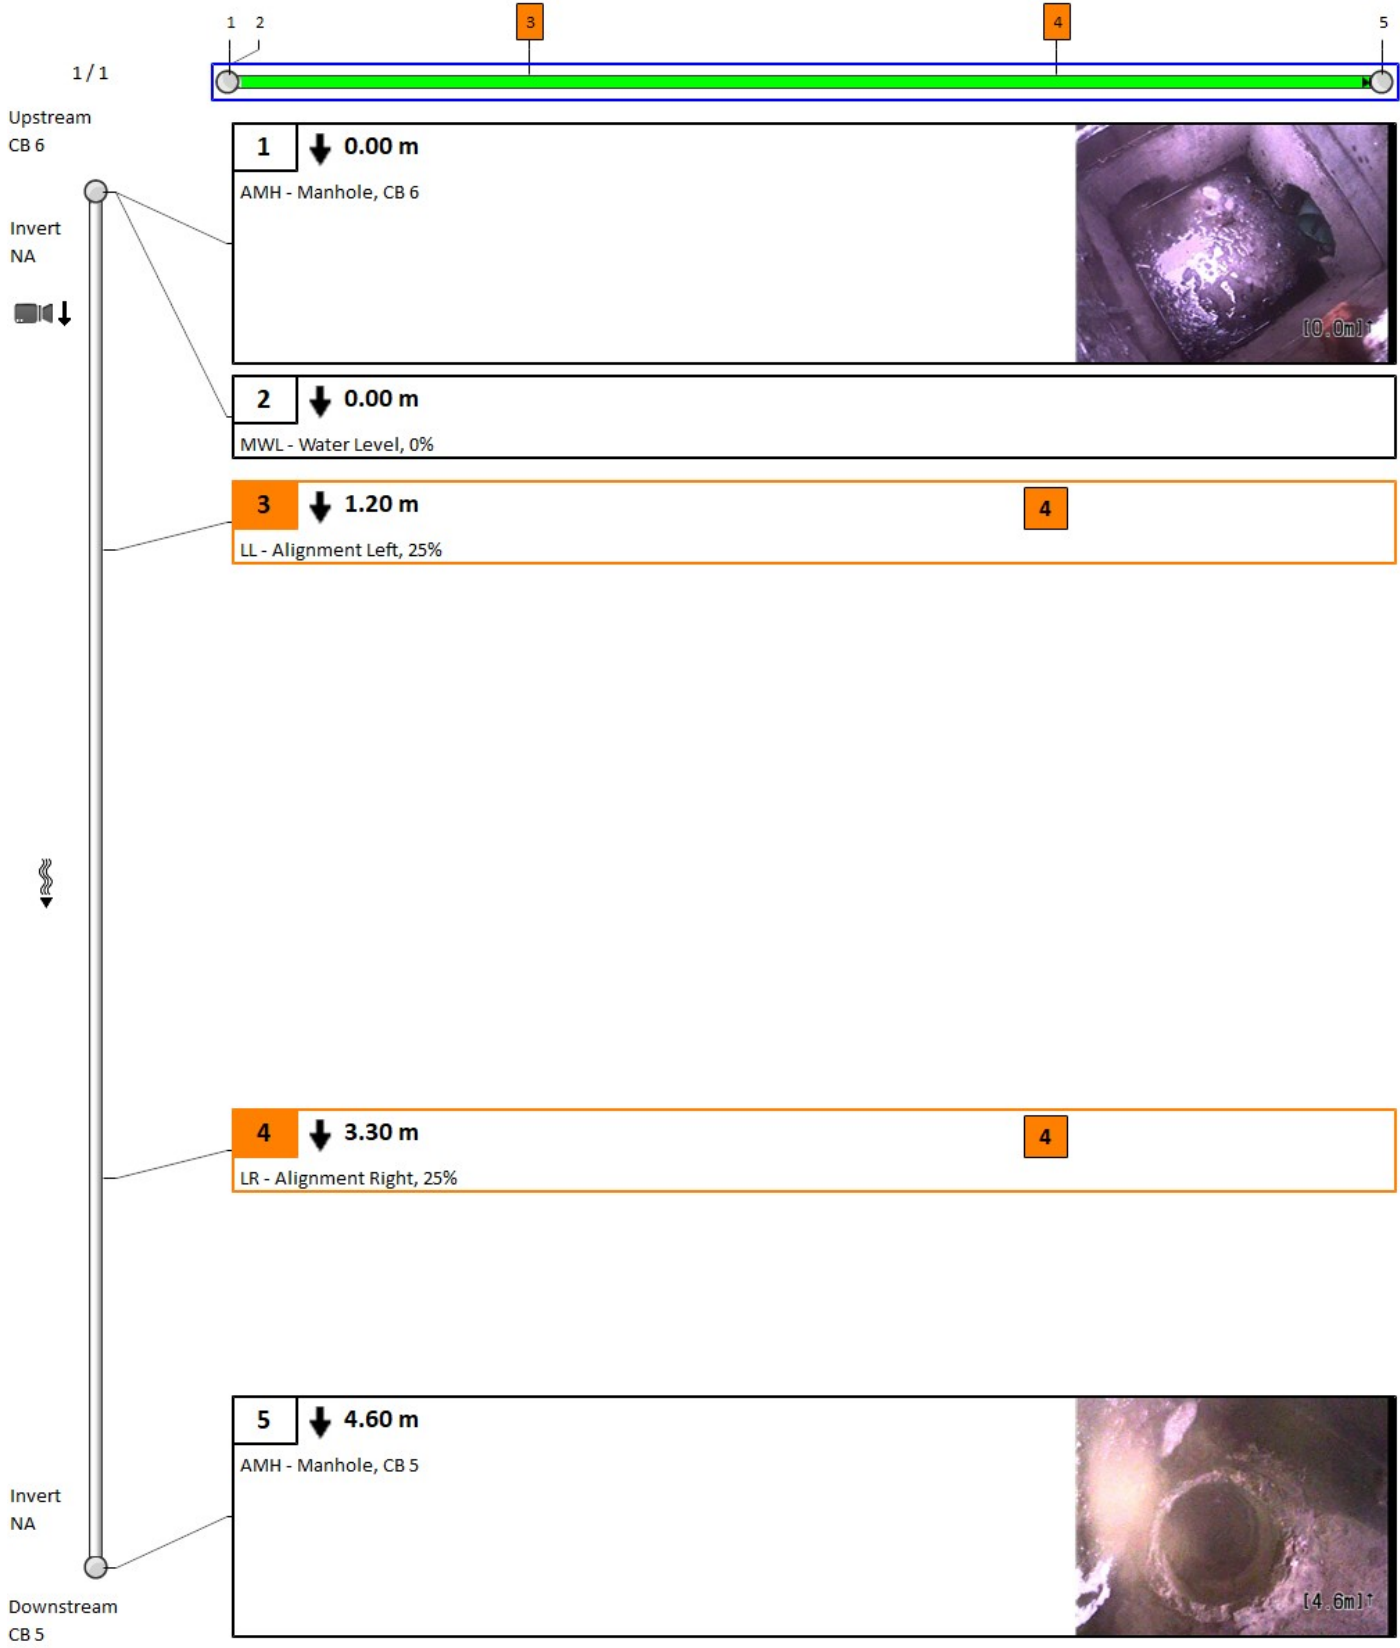 1 2 3 4 5
1 / 1
Upstream
CB 6
1 0.00 m
AMH - Manhole, CB 6
[0.0m]↑
Invert
NA
2 0.00 m
MWL - Water Level, 0%
3 1.20 m 4
LL - Alignment Left, 25%
4 3.30 m 4
LR - Alignment Right, 25%
5 4.60 m
AMH - Manhole, CB 5
[4.6m]↑
Invert
NA
Downstream
CB 5